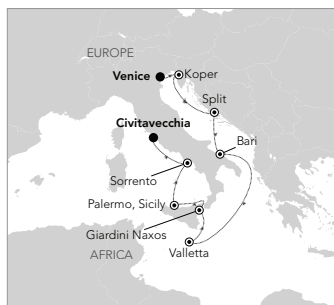 EUROPE
Koper
Venice
Split
Civitavecchia
Bari
Sorrento
Palermo, Sicily
Giardini Naxos
Valletta
AFRICA